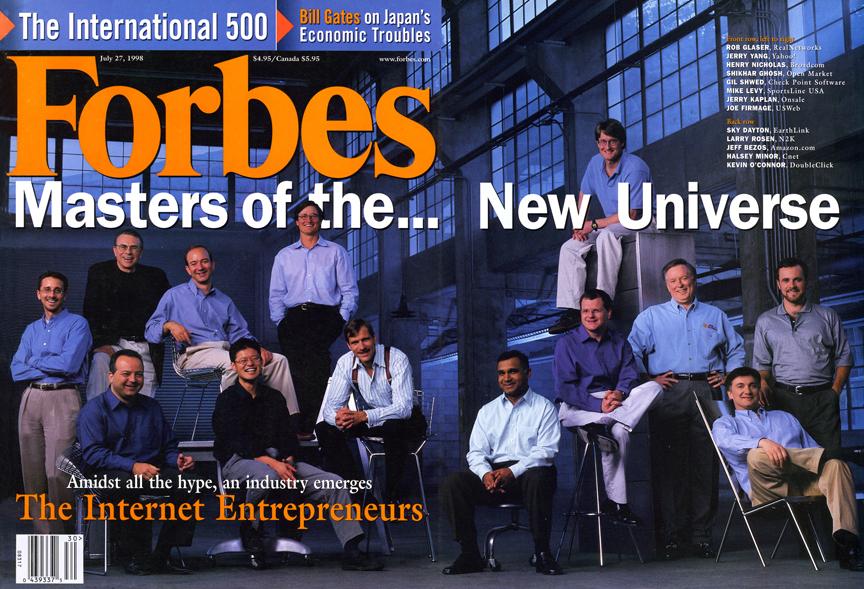 The International 500
Bill Gates on Japan's
Economic Troubles
July 27, 1998
$4.95/Canada $5.95
www.forbes.com
Forbes
Masters of the... New Universe
Front row, left to right
ROB GLASER, RealNetworks
JERRY YANG, Yahoo!
HENRY NICHOLAS, Broadcom
SHIKHAR GHOSH, Open Market
GIL SHWED, Check Point Software
MIKE LEVY, SportsLine USA
JERRY KAPLAN, Onsale
JOE FIRMAGE, USWeb
Back row
SKY DAYTON, EarthLink
LARRY ROSEN, N2K
JEFF BEZOS, Amazon.com
HALSEY MINOR, Cnet
KEVIN O'CONNOR, DoubleClick
Amidst all the hype, an industry emerges
The Internet Entrepreneurs
30>